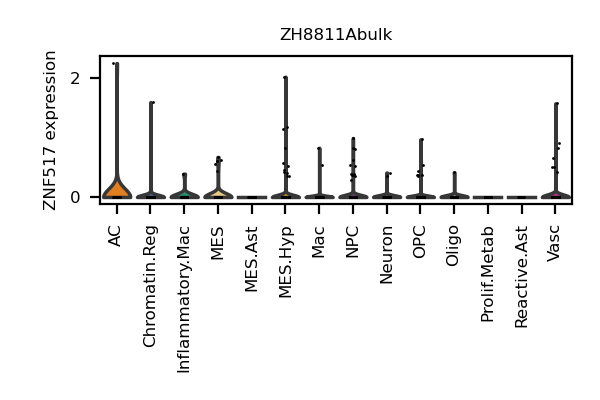 ZH8811Abulk
ZNF517 expression
2
0
AC
Chromatin.Reg
Inflammatory.Mac
MES
MES.Ast
MES.Hyp
Mac
NPC
Neuron
OPC
Oligo
Prolif.Metab
Reactive.Ast
Vasc